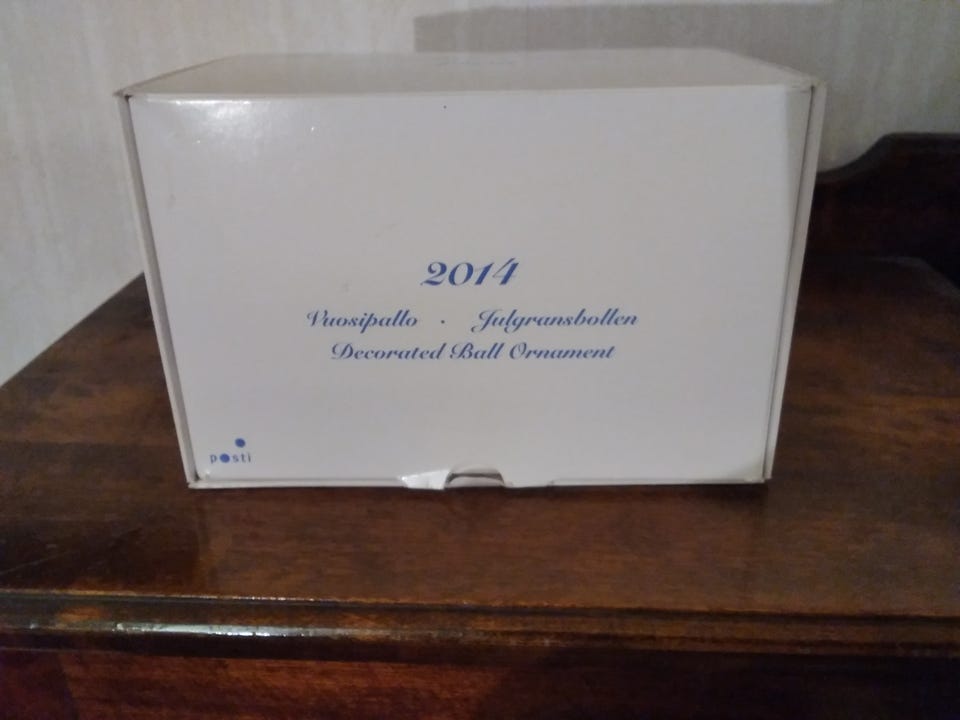 2014
Vuosipallo · Julgransbollen
Decorated Ball Ornament
posti